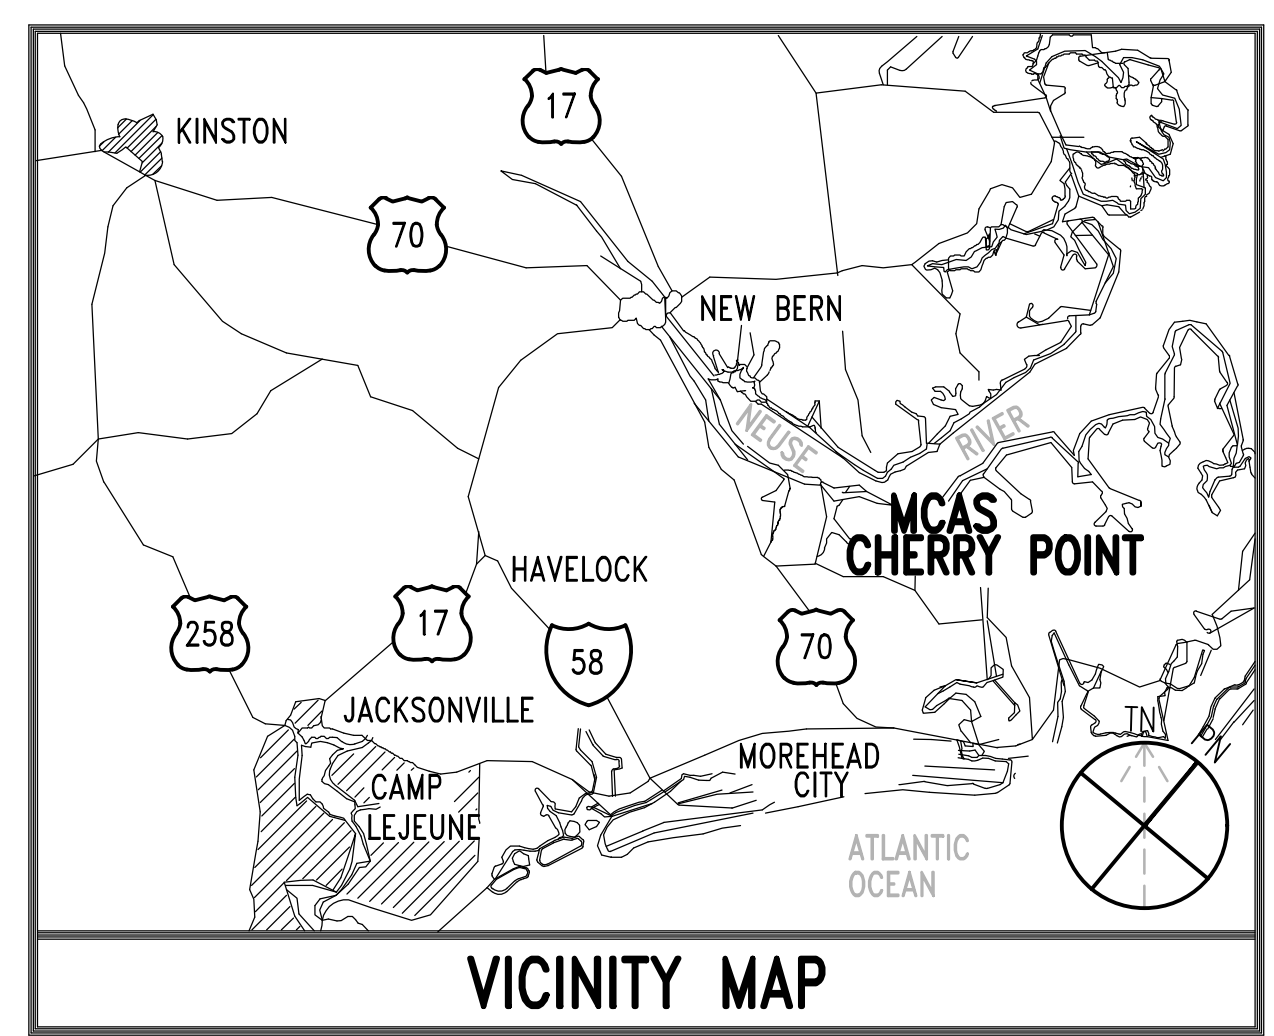 17
KINSTON
70
NEW BERN
NEUSE
RIVER
MCAS
CHERRY POINT
HAVELOCK
258
17
58
70
JACKSONVILLE
TN
PN
MOREHEAD
CITY
CAMP
LEJEUNE
ATLANTIC
OCEAN
VICINITY MAP